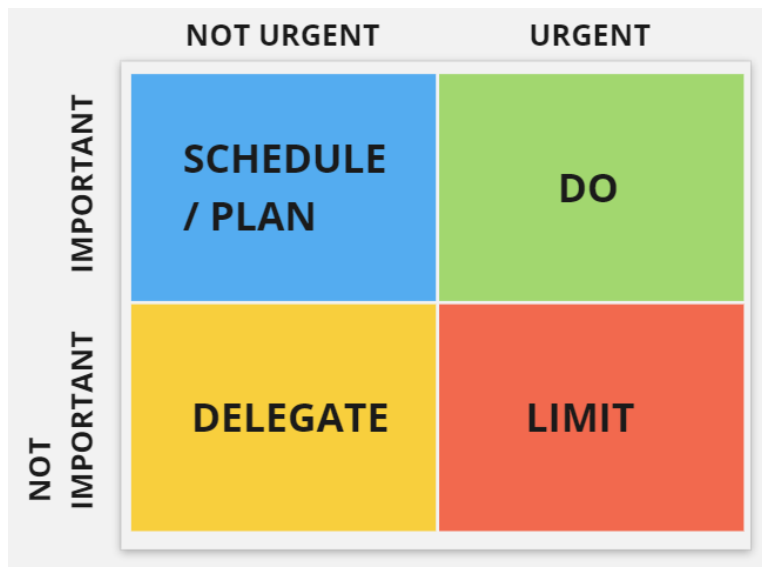 NOT URGENT
URGENT
IMPORTANT
SCHEDULE
/ PLAN
DO
NOT
IMPORTANT
DELEGATE
LIMIT